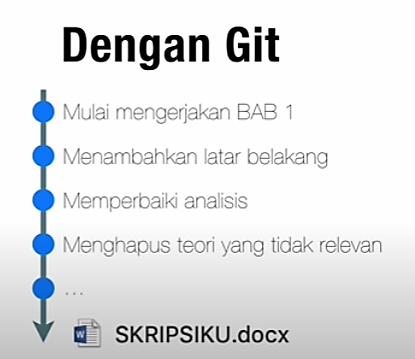 Dengan Git
Mulai mengerjakan BAB 1
Menambahkan latar belakang
Memperbaiki analisis
Menghapus teori yang tidak relevan
...
SKRIPSIKU.docx